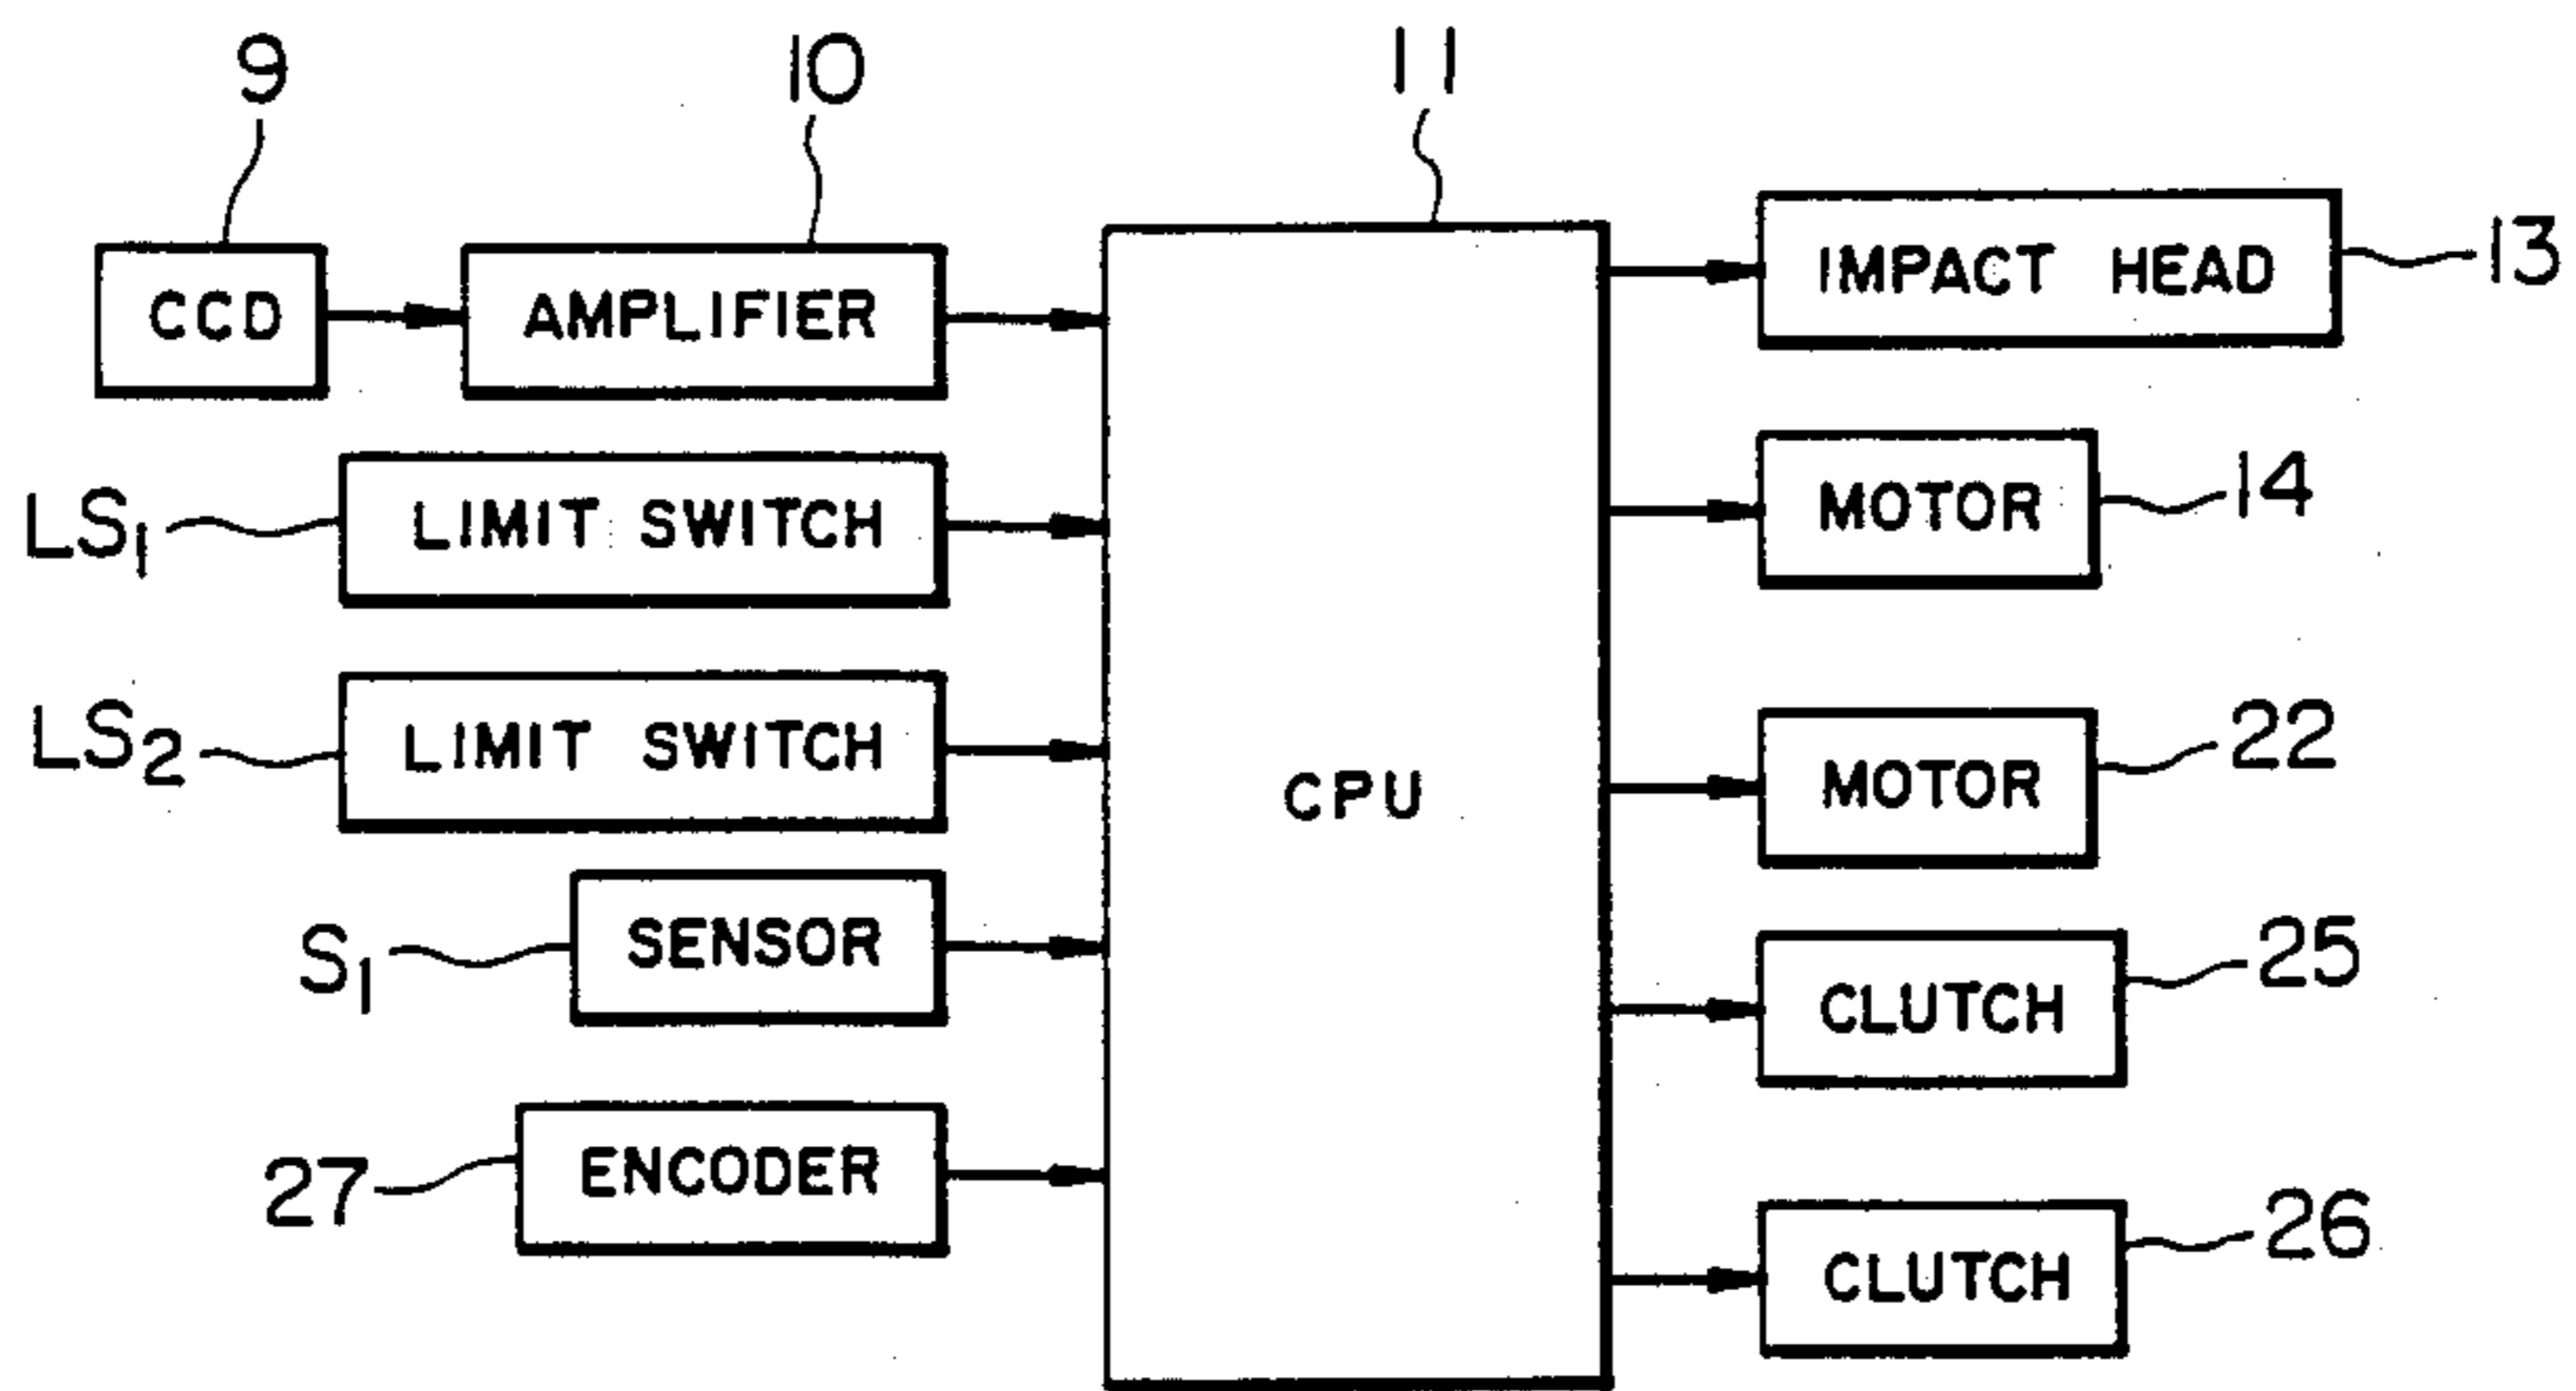 9
10
11
CCD
AMPLIFIER
IMPACT HEAD
13
LS1
LIMIT SWITCH
MOTOR
14
LS2
LIMIT SWITCH
CPU
MOTOR
22
S1
SENSOR
CLUTCH
25
27
ENCODER
CLUTCH
26